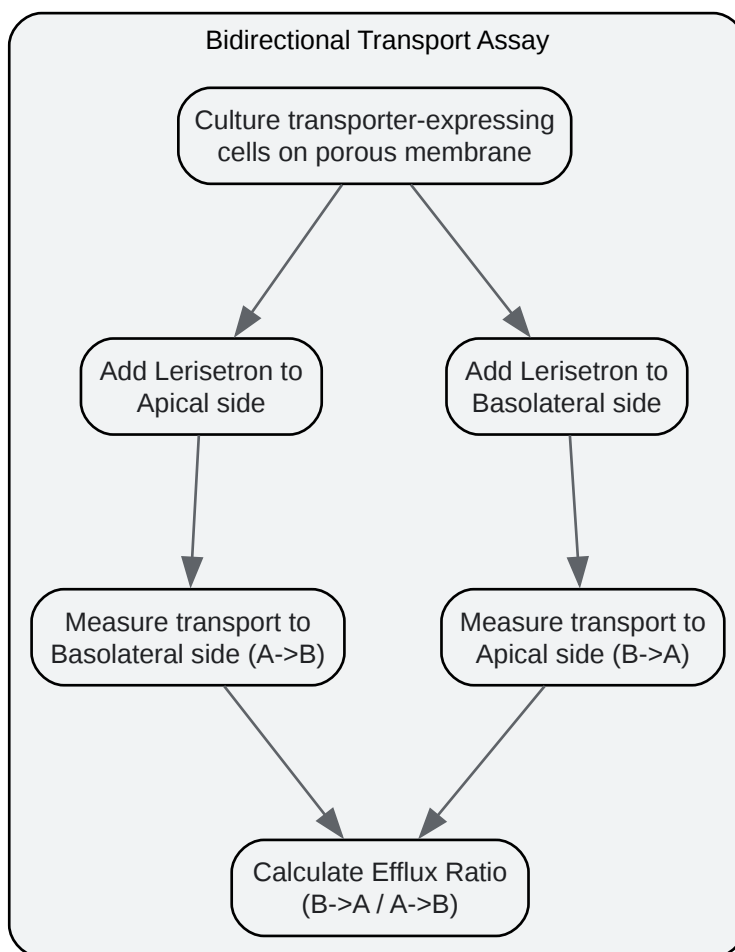 Bidirectional Transport Assay
Culture transporter-expressing
cells on porous membrane
Add Lerisetron to
Apical side
Add Lerisetron to
Basolateral side
Measure transport to
Basolateral side (A->B)
Measure transport to
Apical side (B->A)
Calculate Efflux Ratio
(B->A / A->B)